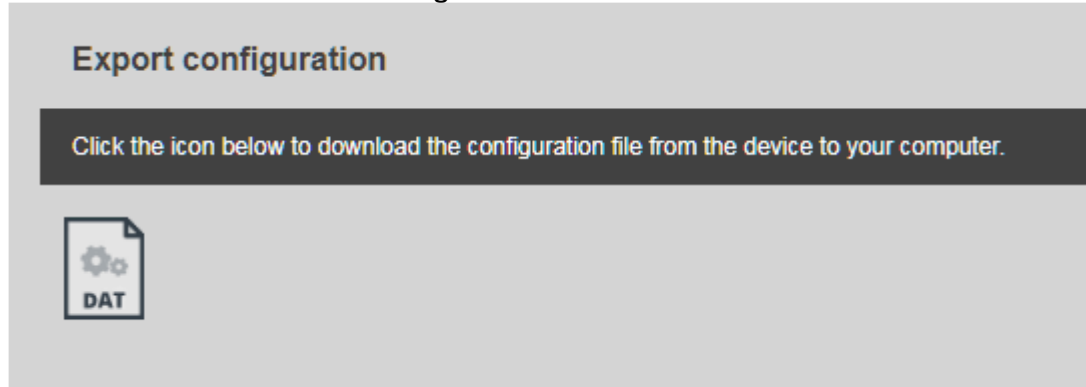 Export configuration
Click the icon below to download the configuration file from the device to your computer.
DAT